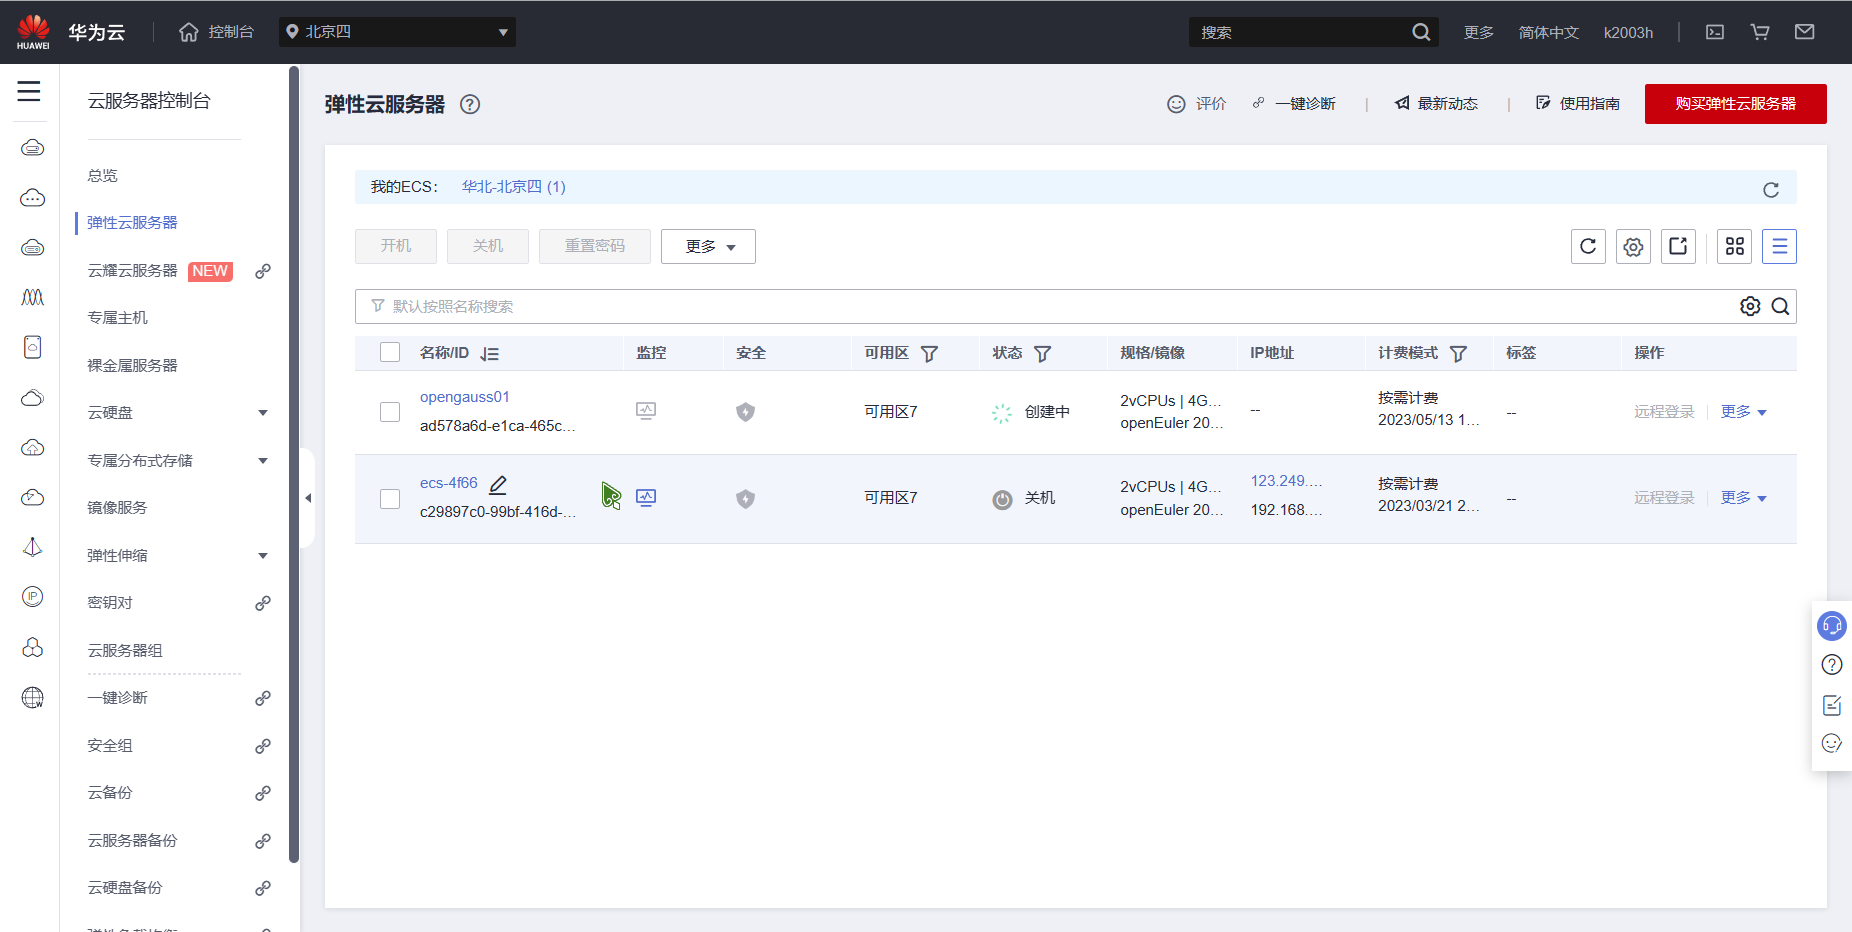 HUAWEI
华为云
控制台
北京四
搜索
更多
简体中文
k2003h
云服务器控制台
总览
弹性云服务器
云耀云服务器 NEW
专属主机
裸金属服务器
云硬盘
专属分布式存储
镜像服务
弹性伸缩
密钥对
云服务器组
一键诊断
安全组
云备份
云服务器备份
云硬盘备份
弹性云服务器
评价
一键诊断
最新动态
使用指南
购买弹性云服务器
我的ECS： 华北-北京四 (1)
开机 关机 重置密码 更多
默认按照名称搜索
名称/ID 监控 安全 可用区 状态 规格/镜像 IP地址 计费模式 标签 操作
opengauss01
ad578a6d-e1ca-465c...
可用区7
创建中
2vCPUs | 4G...
openEuler 20...
--
按需计费
2023/05/13 1...
--
远程登录
更多
ecs-4f66
c29897c0-99bf-416d-...
可用区7
关机
2vCPUs | 4G...
openEuler 20...
123.249....
192.168....
按需计费
2023/03/21 2...
--
远程登录
更多
IP